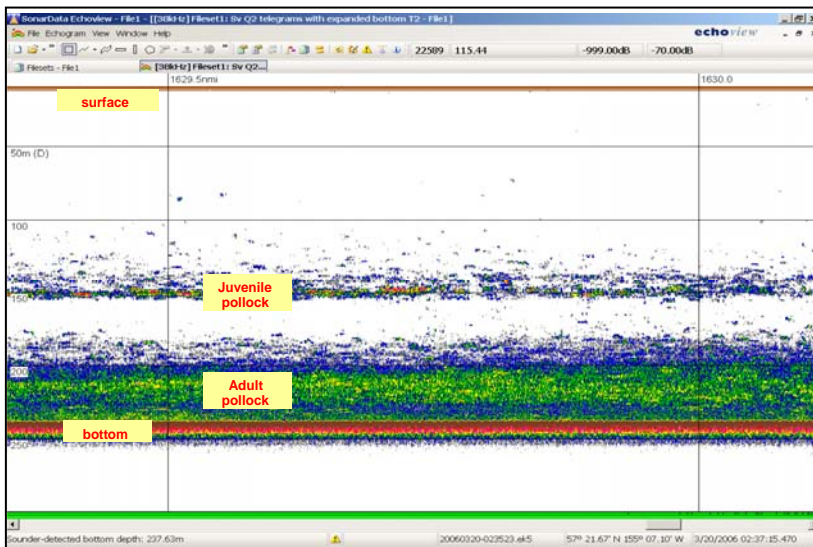 SonarData Echoview - File1 - [[38kHz] Fileset1: Sv Q2 telegrams with expanded bottom T2 - File1]
File Echogram View Window Help
echoview
22589 115.44 -999.00dB -70.00dB
Filesets - File1 [38kHz] Fileset1: Sv Q2...
1629.5nmi 1630.0
surface
50m (D)
100
Juvenile
pollock
150
200
Adult
pollock
bottom
250
Sounder-detected bottom depth: 237.63m 20060320-023523.ek5 57º 21.67' N 155º 07.10' W 3/20/2006 02:37:15.470